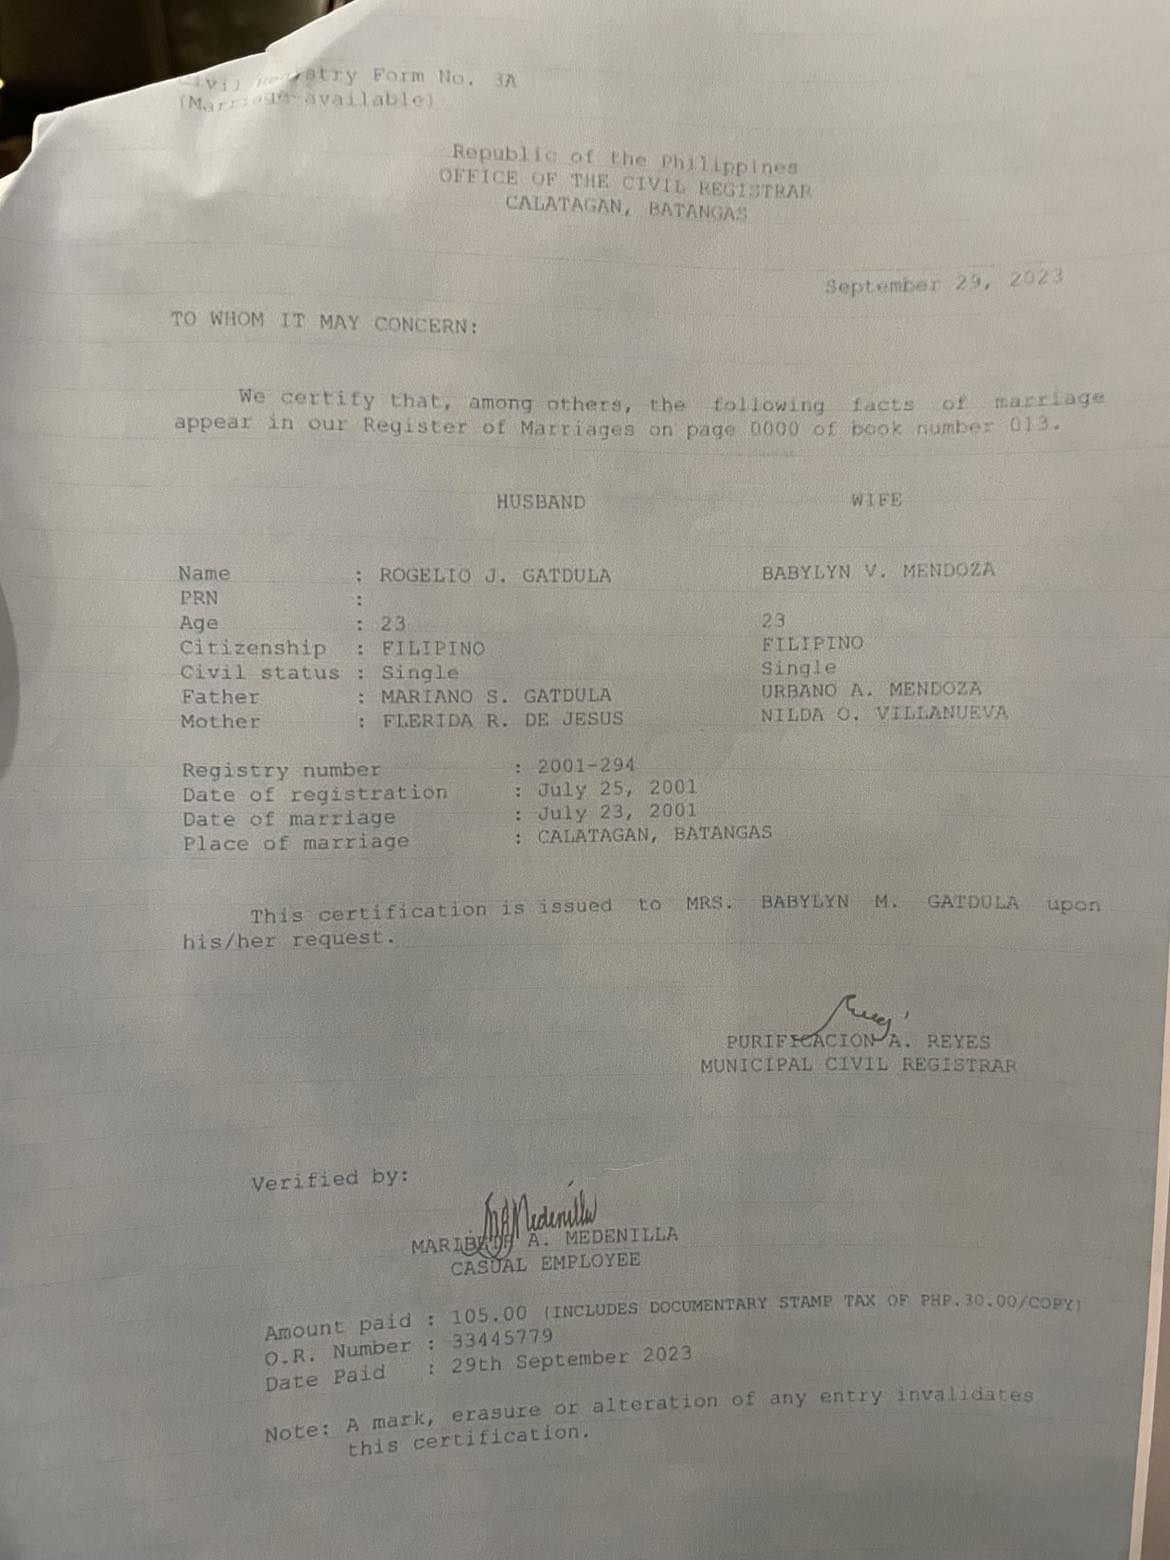 Civil Registry Form No. 3A
(Marriage-available)
Republic of the Philippines
OFFICE OF THE CIVIL REGISTRAR
CALATAGAN, BATANGAS
September 29, 2023
TO WHOM IT MAY CONCERN:
We certify that, among others, the following facts of marriage
appear in our Register of Marriages on page 0000 of book number 013.
HUSBAND WIFE
Name : ROGELIO J. GATDULA BABYLYN V. MENDOZA
PRN :
Age : 23 23
Citizenship : FILIPINO FILIPINO
Civil status : Single Single
Father : MARIANO S. GATDULA URBANO A. MENDOZA
Mother : FLERIDA R. DE JESUS NILDA O. VILLANUEVA
Registry number : 2001-294
Date of registration : July 25, 2001
Date of marriage : July 23, 2001
Place of marriage : CALATAGAN, BATANGAS
This certification is issued to MRS. BABYLYN M. GATDULA upon
his/her request.
PURIFICACION A. REYES
MUNICIPAL CIVIL REGISTRAR
Verified by:
MBMedenilla
A. MEDENILLA
CASUAL EMPLOYEE
Amount paid : 105.00 (INCLUDES DOCUMENTARY STAMP TAX OF PHP.30.00/COPY)
O.R. Number : 33445779
Date Paid : 29th September 2023
Note: A mark, erasure or alteration of any entry invalidates
this certification.